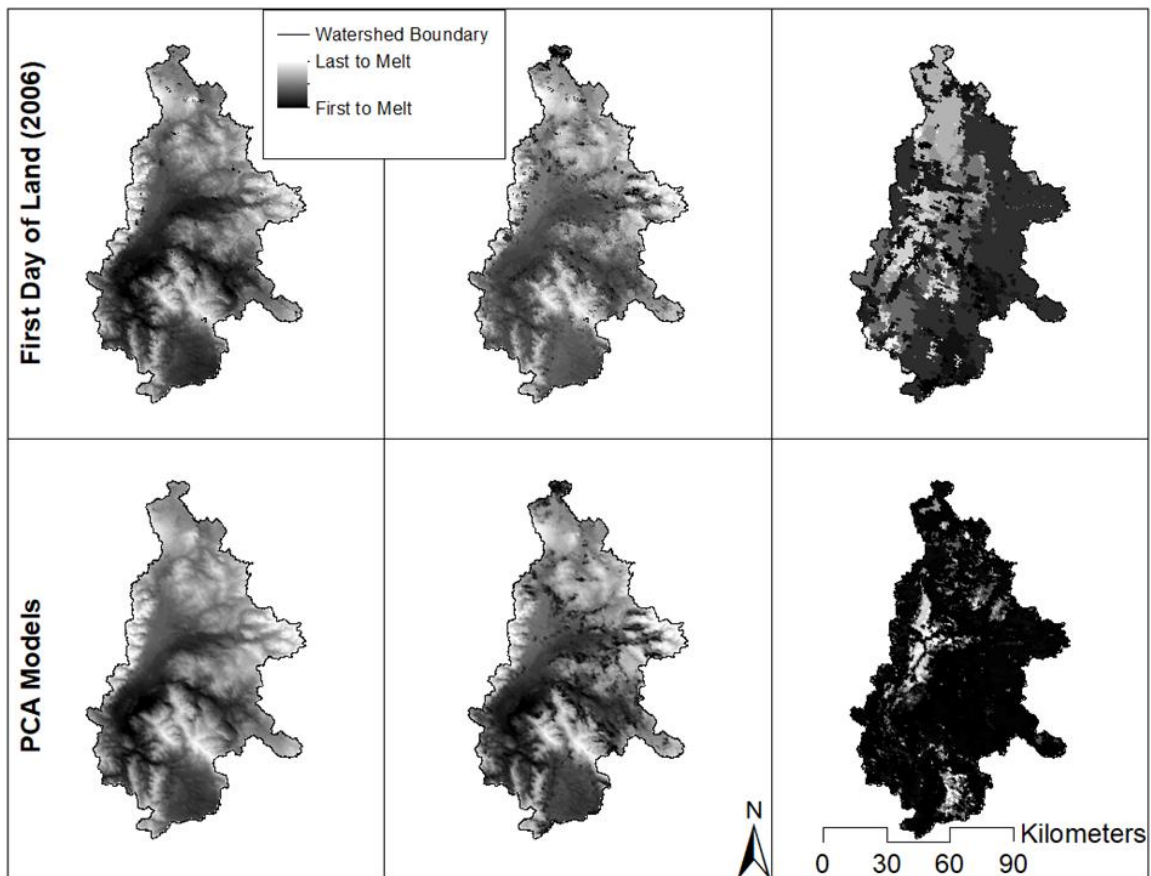 First Day of Land (2006)
Watershed Boundary
Last to Melt
First to Melt
PCA Models
N
Kilometers
0 30 60 90